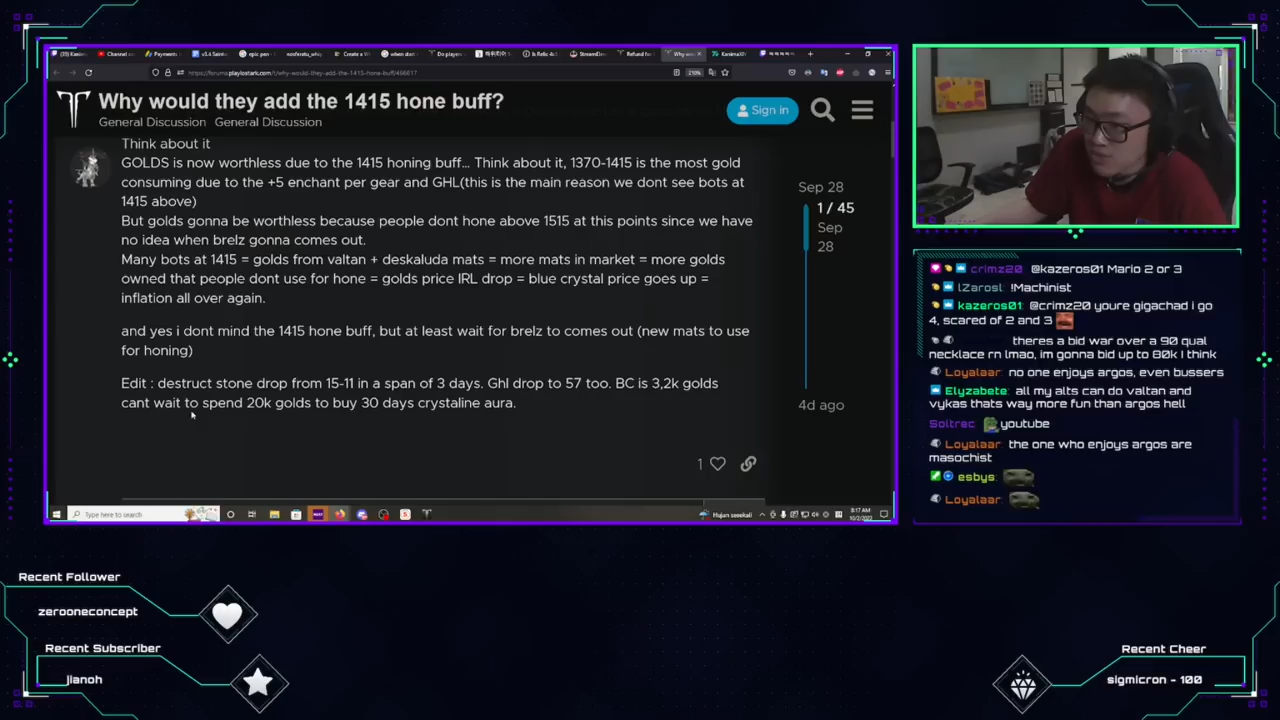 Why would they add the 1415 hone buff?
General Discussion General Discussion
Sign in
Think about it
GOLDS is now worthless due to the 1415 honing buff... Think about it, 1370-1415 is the most gold
consuming due to the +5 enchant per gear and GHL(this is the main reason we dont see bots at
1415 above)
But golds gonna be worthless because people dont hone above 1515 at this points since we have
no idea when brelz gonna comes out.
Many bots at 1415 = golds from valtan + deskaluda mats = more mats in market = more golds
owned that people dont use for hone = golds price IRL drop = blue crystal price goes up =
inflation all over again.
and yes i dont mind the 1415 hone buff, but at least wait for brelz to comes out (new mats to use
for honing)
Edit : destruct stone drop from 15-11 in a span of 3 days. Ghl drop to 57 too. BC is 3,2k golds
cant wait to spend 20k golds to buy 30 days crystaline aura.
1
Sep 28
1 / 45
Sep
28
4d ago
Type here to search
Hujan sesekali
8:17 AM
crimz20 @kazeros01 Mario 2 or 3
lZarosl: !Machinist
kazeros01: @crimz20 youre gigachad i go
4, scared of 2 and 3
theres a bid war over a 90 qual
necklace rn lmao, im gonna bid up to 80k I think
Loyalaar: no one enjoys argos, even bussers
Elyzabete: all my alts can do valtan and
vykas thats way more fun than argos hell
Soltrec: youtube
Loyalaar: the one who enjoys argos are
masochist
esbys:
Loyalaar:
Recent Follower
zerooneconcept
Recent Subscriber
jianoh
Recent Cheer
sigmicron - 100